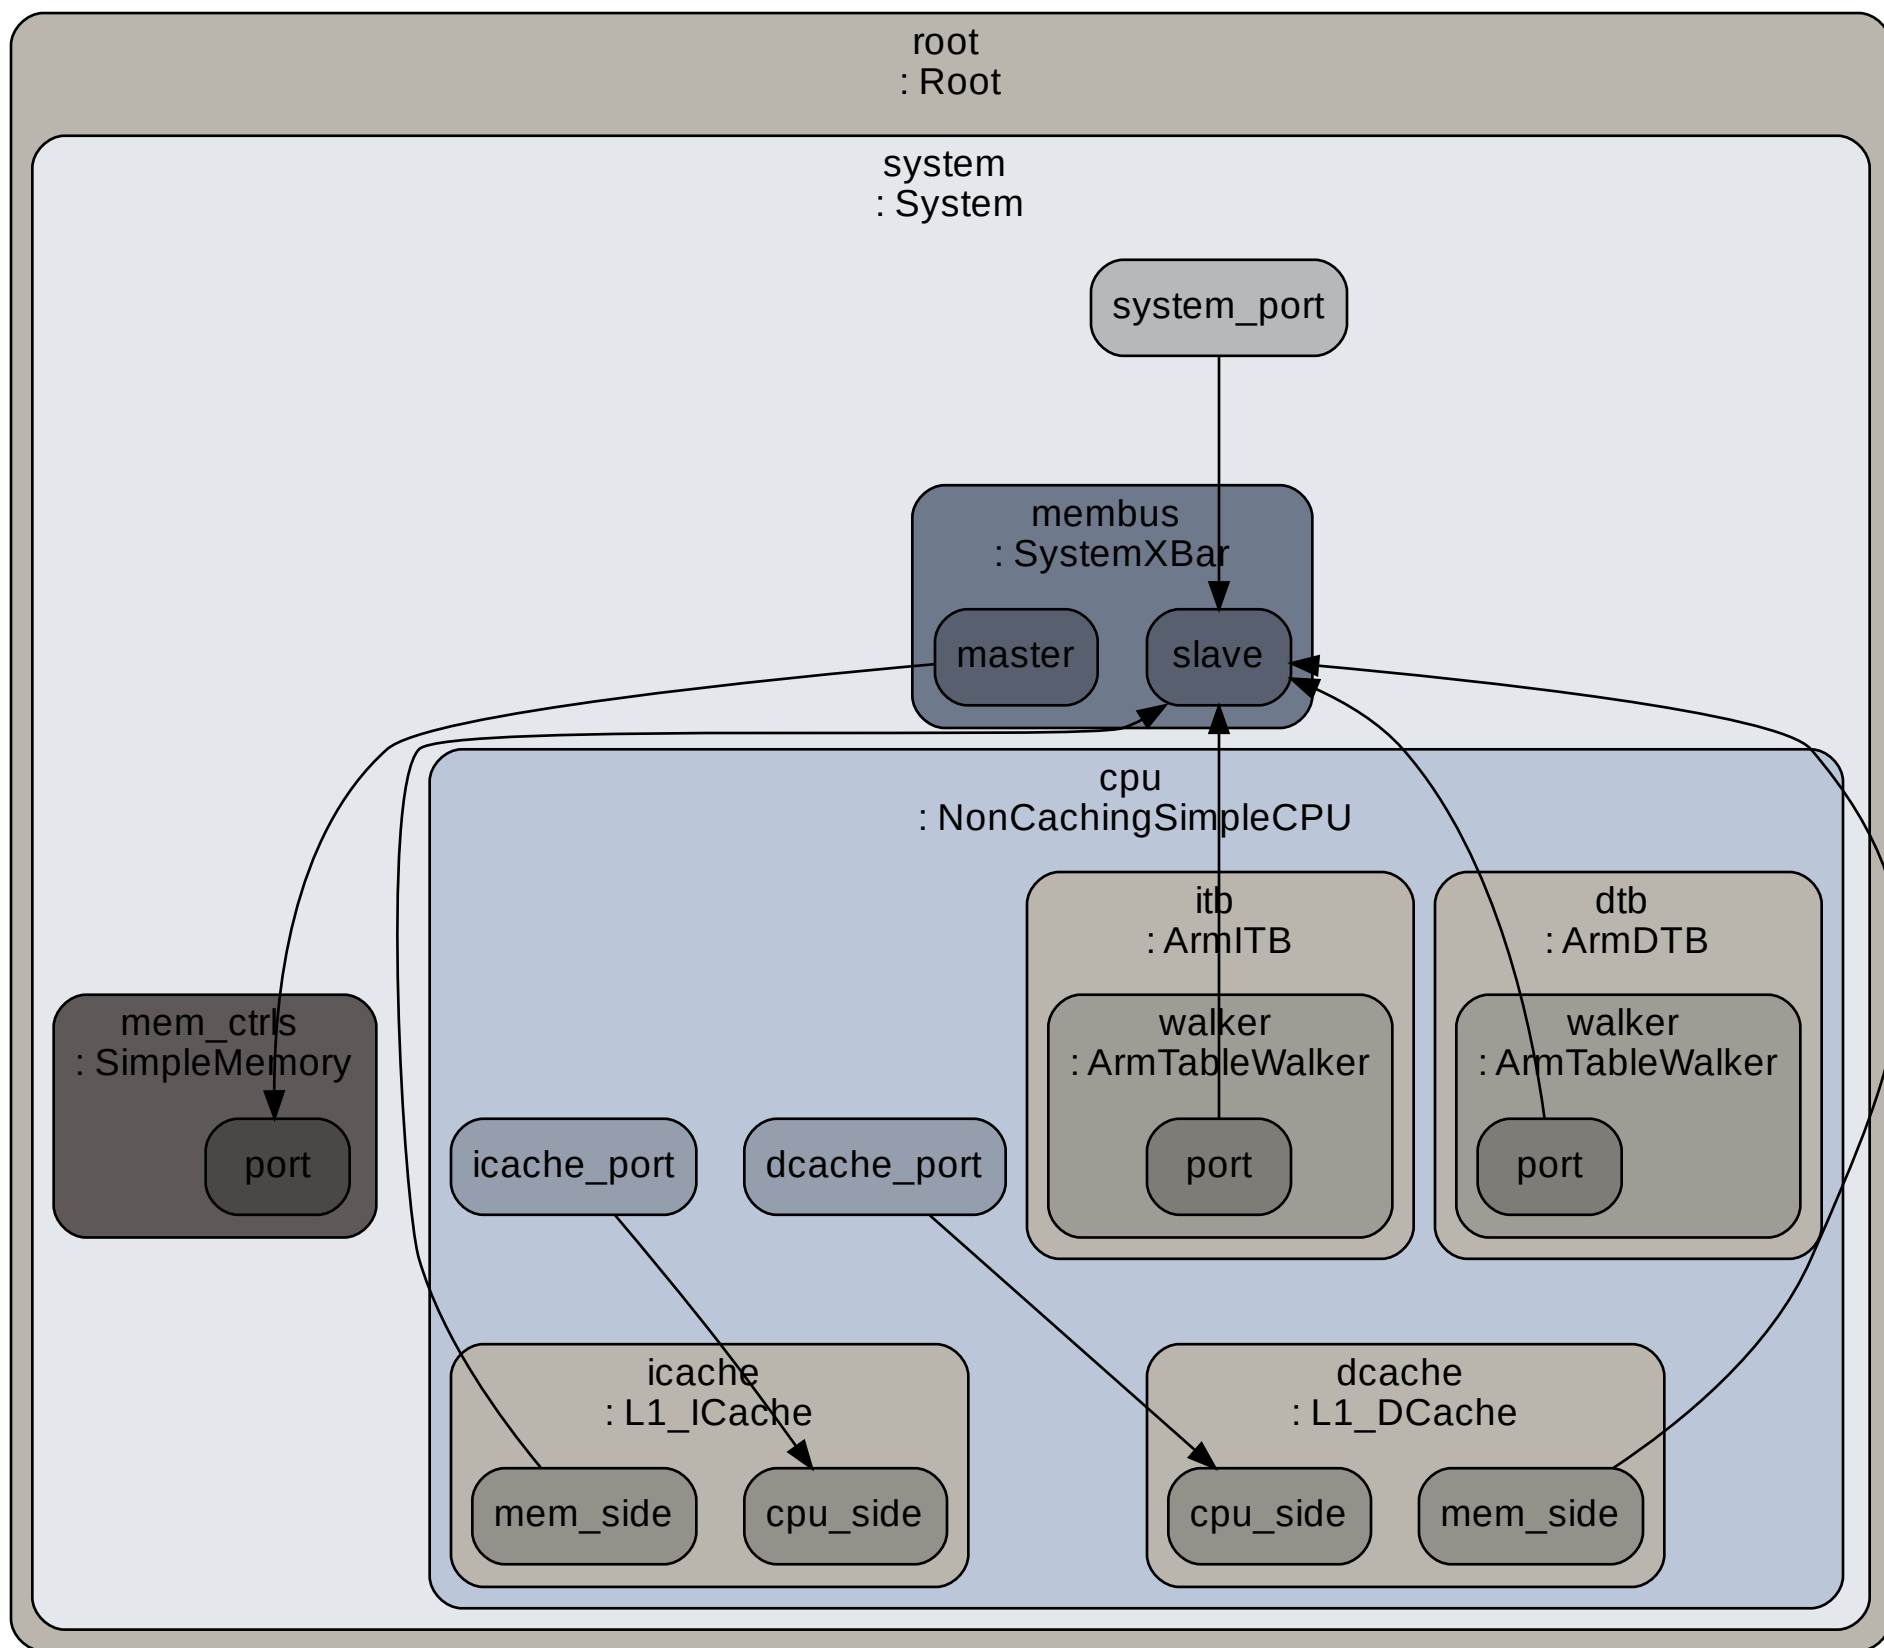 root
: Root
system
: System
system_port
membus
: SystemXBar
master
slave
cpu
: NonCachingSimpleCPU
itb
: ArmITB
dtb
: ArmDTB
mem_ctrls
: SimpleMemory
port
walker
: ArmTableWalker
port
walker
: ArmTableWalker
port
icache_port
dcache_port
icache
: L1_ICache
mem_side
cpu_side
dcache
: L1_DCache
cpu_side
mem_side